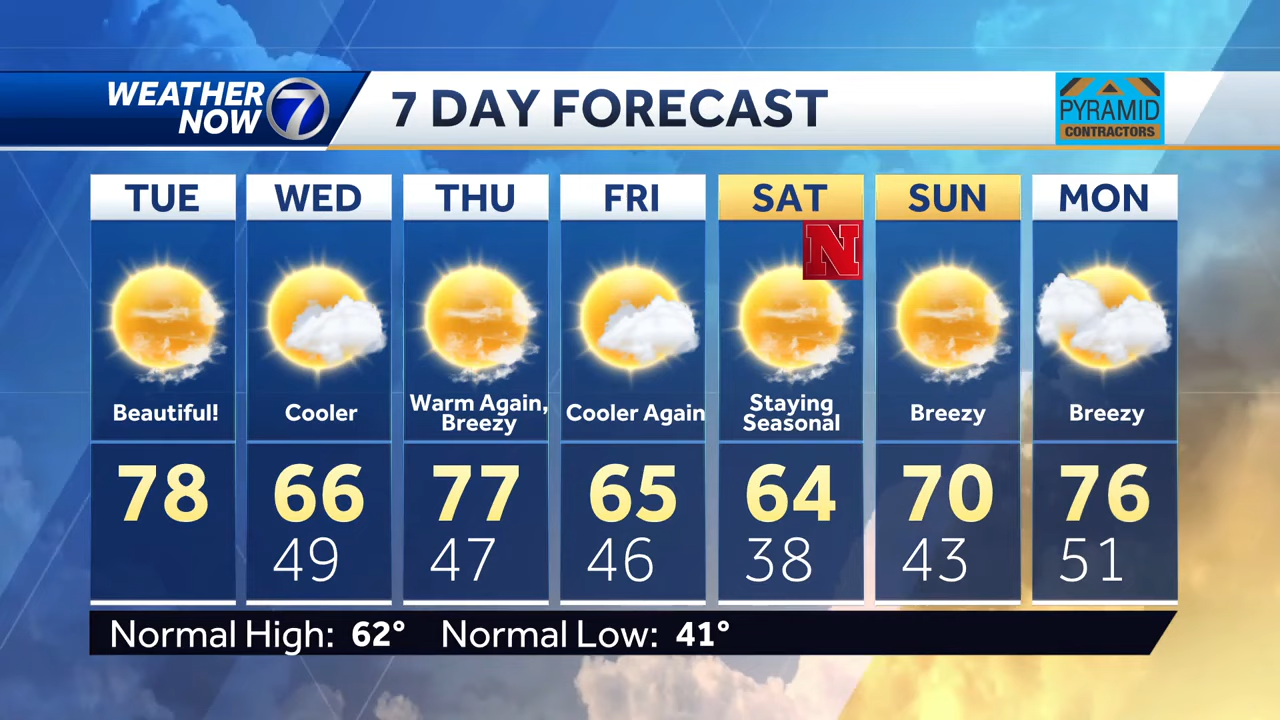 WEATHER
NOW 7
7 DAY FORECAST
PYRAMID
CONTRACTORS
TUE
WED
THU
FRI
SAT
SUN
MON
N
Beautiful!
Cooler
Warm Again,
Breezy
Cooler Again
Staying
Seasonal
Breezy
Breezy
78
66
77
65
64
70
76
49
47
46
38
43
51
Normal High: 62° Normal Low: 41°